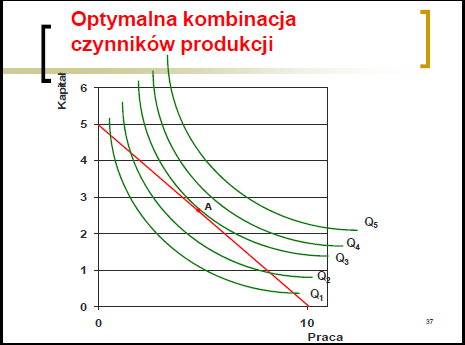 Optymalna kombinacja
czynników produkcji
Kapitał
6
5
4
3
2
1
0
A
Q5
Q4
Q3
Q2
Q1
0
10
Praca
37